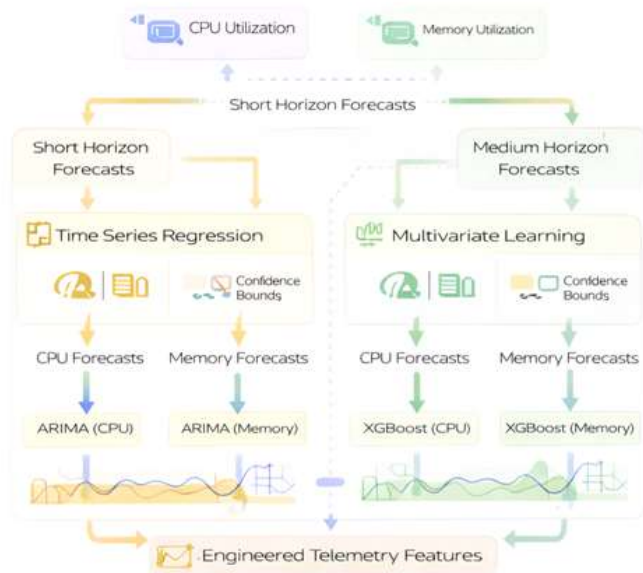 CPU Utilization
Memory Utilization
Short Horizon Forecasts
Short Horizon
Forecasts
Medium Horizon
Forecasts
Time Series Regression
Confidence
Bounds
Multivariate Learning
Confidence
Bounds
CPU Forecasts
Memory Forecasts
CPU Forecasts
Memory Forecasts
ARIMA (CPU)
ARIMA (Memory)
XGBoost (CPU)
XGBoost (Memory)
Engineered Telemetry Features